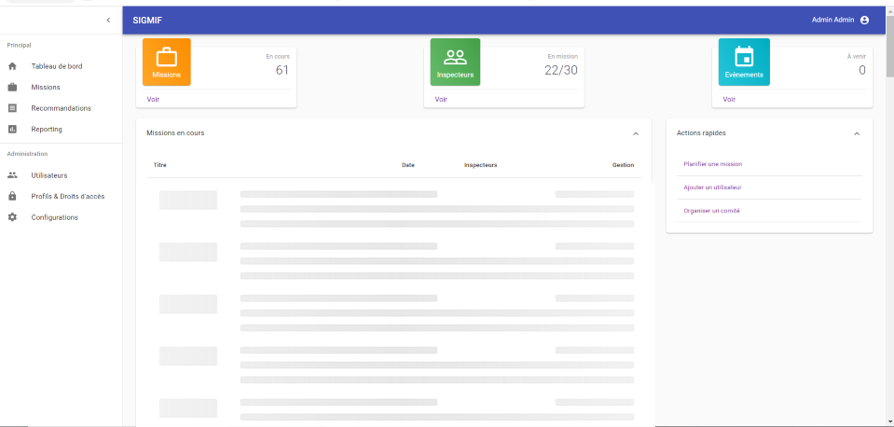 SIGMIF
Admin Admin
Principal
Tableau de bord
Missions
Recommandations
Reporting
Administration
Utilisateurs
Profils & Droits d'accès
Configurations
Missions
En cours
61
Voir
Inspecteurs
En mission
22/30
Voir
Evènements
À venir
0
Voir
Missions en cours
Titre Date Inspecteurs Gestion
Actions rapides
Planifier une mission
Ajouter un utilisateur
Organiser un comité